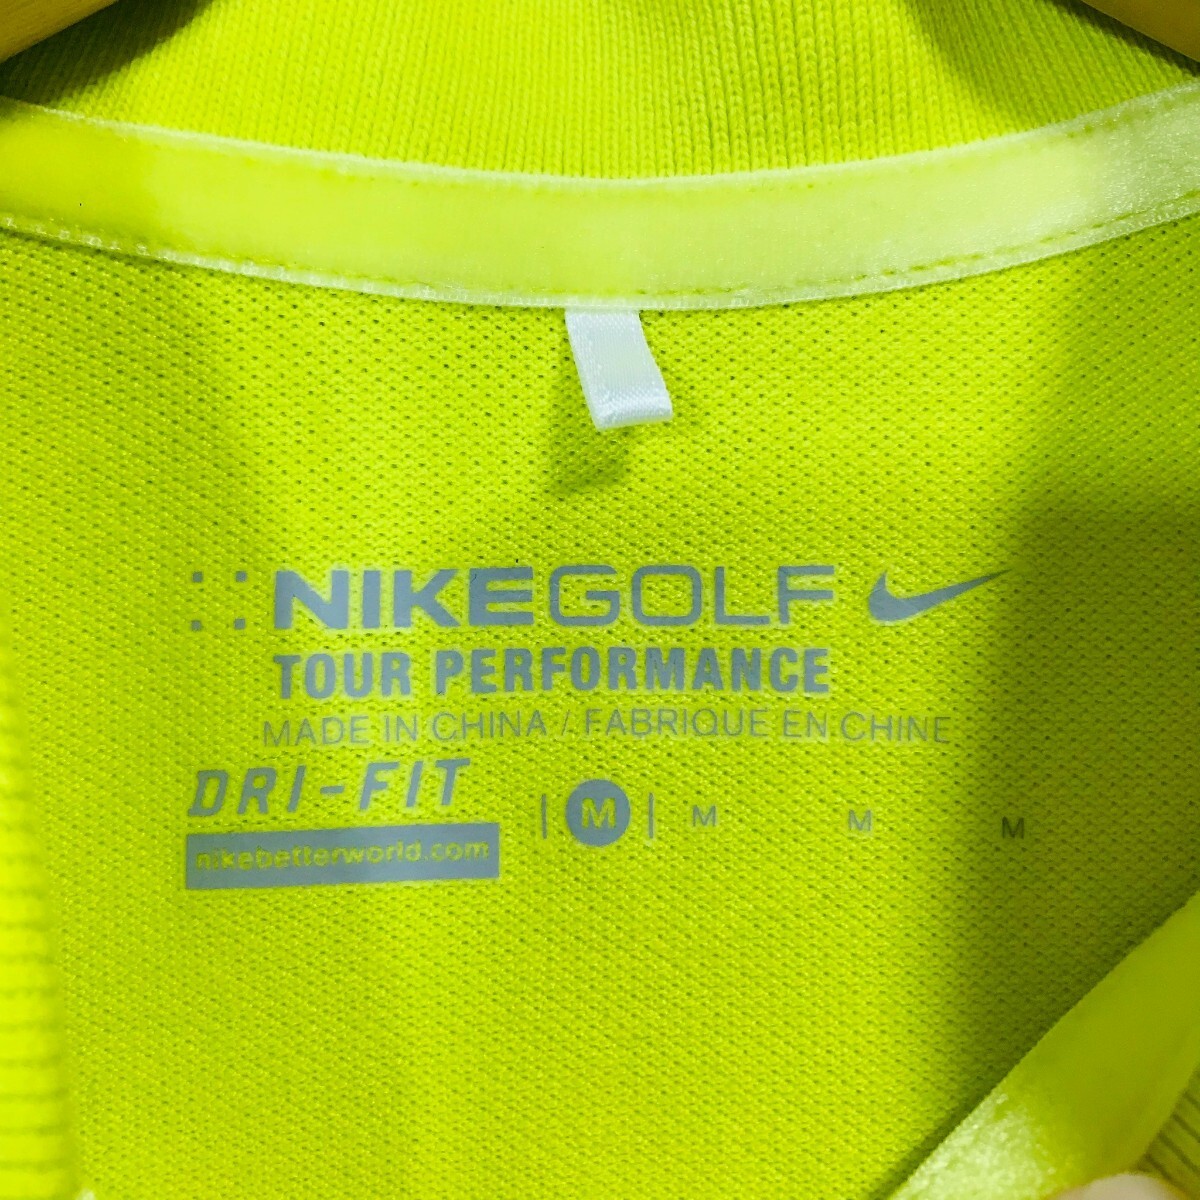 NIKEGOLF
TOUR PERFORMANCE
MADE IN CHINA / FABRIQUE EN CHINE
DRI-FIT
nikebetterworld.com
| M | M M M